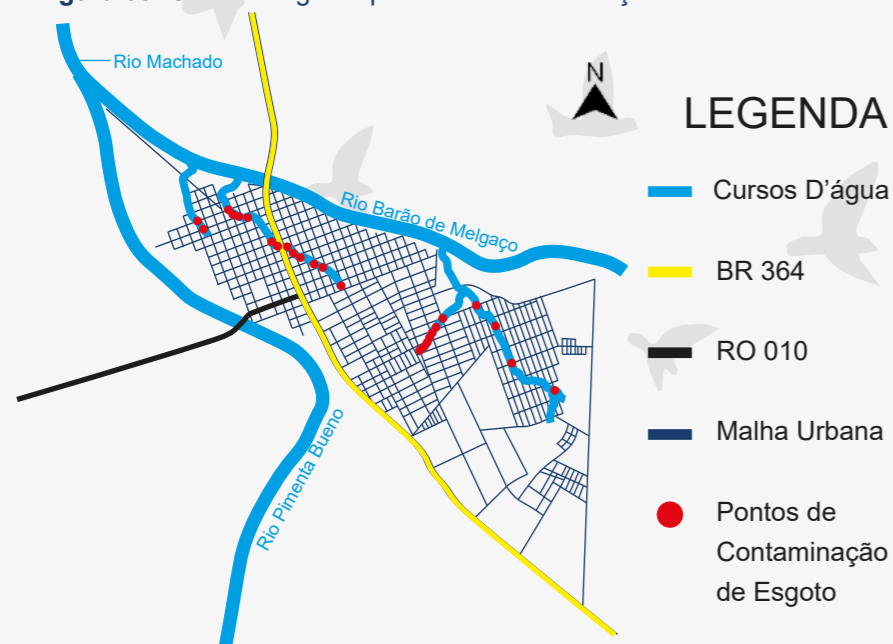 Rio Machado
N
LEGENDA
Cursos D'água
Rio Barão de Melgaço
BR 364
RO 010
Malha Urbana
Rio Pimenta Bueno
Pontos de
Contaminação
de Esgoto